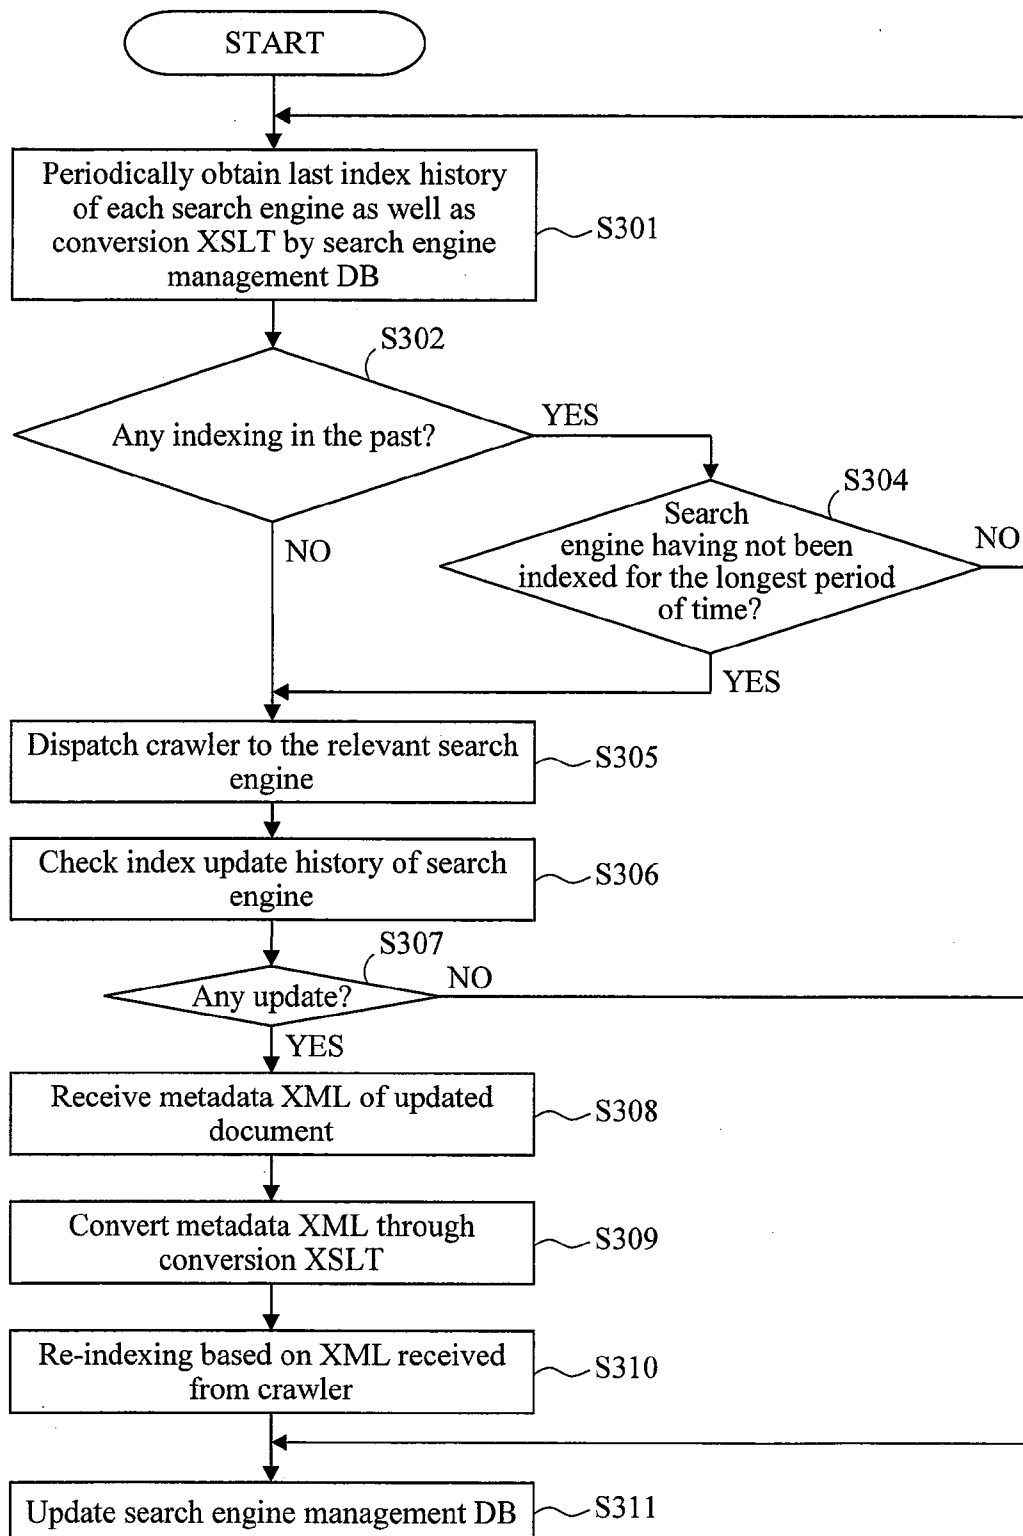 START
Periodically obtain last index history
of each search engine as well as
conversion XSLT by search engine
management DB
S301
S302
Any indexing in the past?
YES
NO
S304
Search
engine having not been
indexed for the longest period
of time?
NO
YES
Dispatch crawler to the relevant search
engine
S305
Check index update history of search
engine
S306
S307
Any update?
NO
YES
Receive metadata XML of updated
document
S308
Convert metadata XML through
conversion XSLT
S309
Re-indexing based on XML received
from crawler
S310
Update search engine management DB
S311